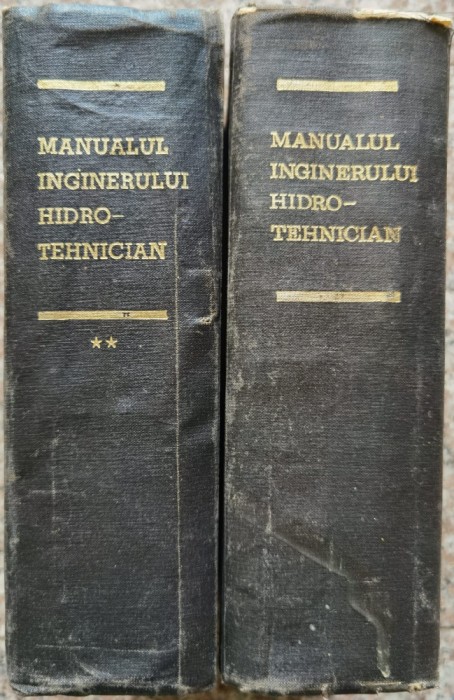 MANUALUL
INGINERULUI
HIDRO-
TEHNICIAN
**
MANUALUL
INGINERULUI
HIDRO-
TEHNICIAN